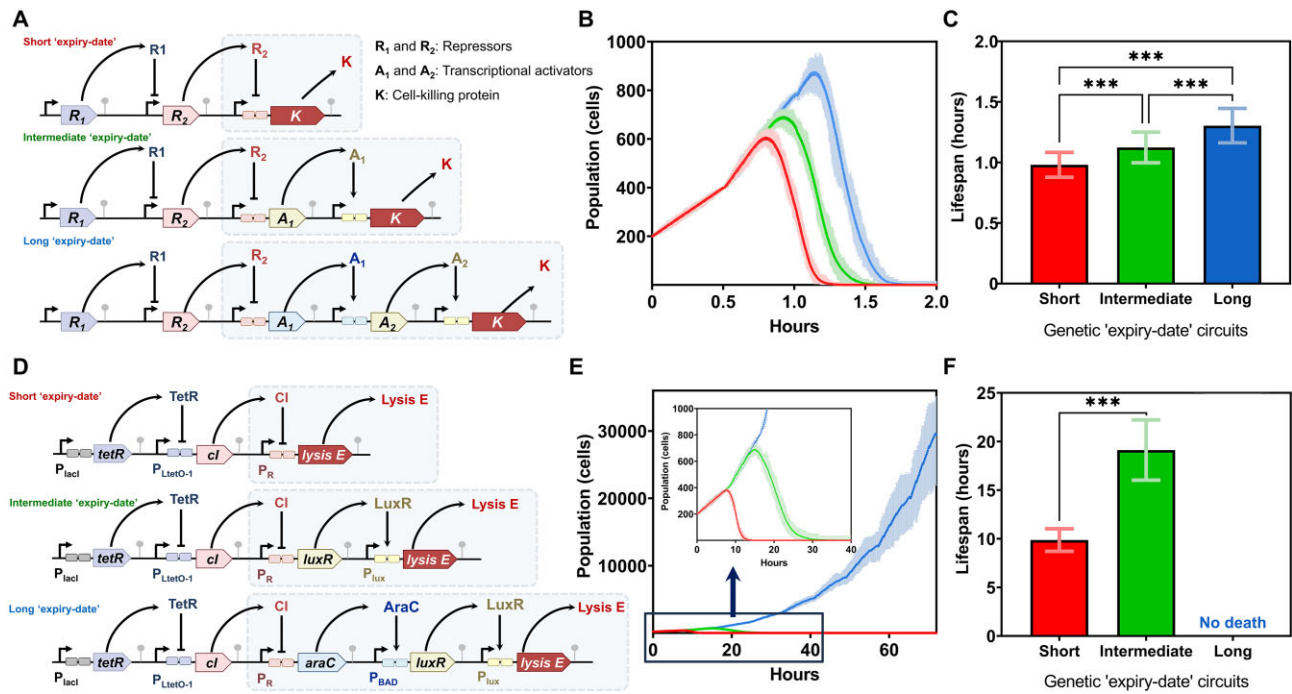 A
Short 'expiry-date'
R1
R2
K
R1
R2
K
R1 and R2: Repressors
A1 and A2: Transcriptional activators
K: Cell-killing protein
Intermediate 'expiry-date'
R1
R2
A1
K
R1
R2
A1
K
Long 'expiry-date'
R1
R2
A1
A2
K
R1
R2
A1
A2
K
B
Population (cells)
1000
800
600
400
200
0
0.5
1.0
1.5
2.0
Hours
C
Lifespan (hours)
2.0
1.5
1.0
0.5
0
***
***
***
Short
Intermediate
Long
Genetic 'expiry-date' circuits
D
Short 'expiry-date'
TetR
CI
Lysis E
tetR
cI
lysis E
PlacI
PLtetO-1
PR
Intermediate 'expiry-date'
TetR
CI
LuxR
Lysis E
tetR
cI
luxR
lysis E
PlacI
PLtetO-1
PR
Plux
Long 'expiry-date'
TetR
CI
AraC
LuxR
Lysis E
tetR
cI
araC
luxR
lysis E
PlacI
PLtetO-1
PR
PBAD
Plux
E
Population (cells)
30000
20000
10000
0
20
40
60
Hours
Population (cells)
1000
800
600
400
200
0
10
20
30
40
Hours
F
Lifespan (hours)
25
20
15
10
5
0
***
No death
Short
Intermediate
Long
Genetic 'expiry-date' circuits